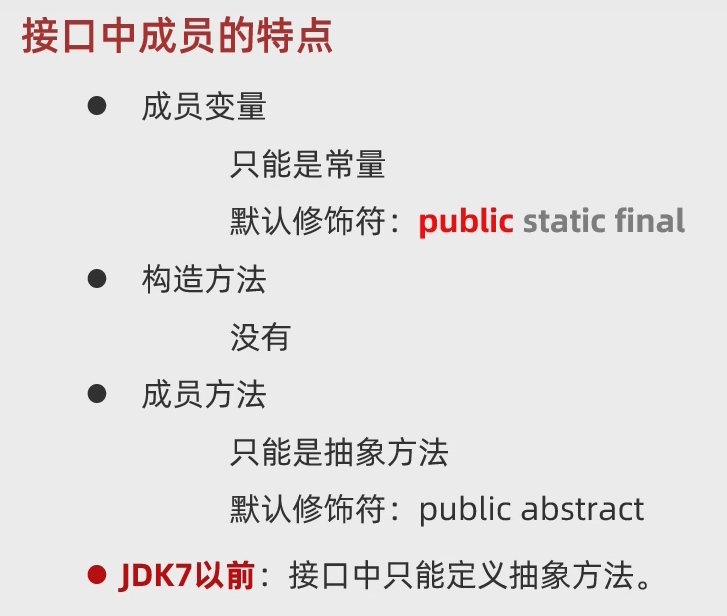 接口中成员的特点
● 成员变量
只能是常量
默认修饰符：public static final
● 构造方法
没有
● 成员方法
只能是抽象方法
默认修饰符：public abstract
● JDK7以前：接口中只能定义抽象方法。